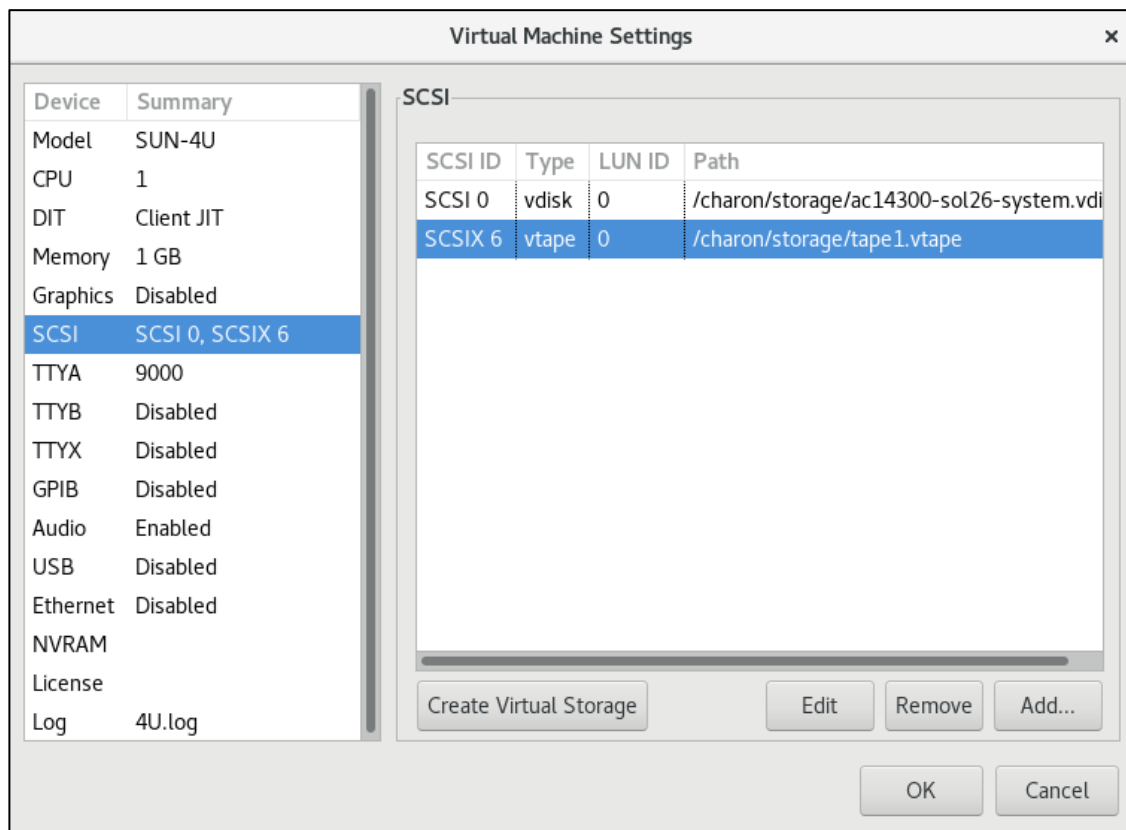 Virtual Machine Settings ×
Device Summary
Model SUN-4U
CPU 1
DIT Client JIT
Memory 1 GB
Graphics Disabled
SCSI SCSI 0, SCSIX 6
TTYA 9000
TTYB Disabled
TTYX Disabled
GPIB Disabled
Audio Enabled
USB Disabled
Ethernet Disabled
NVRAM
License
Log 4U.log
SCSI
SCSI ID Type LUN ID Path
SCSI 0 vdisk 0 /charon/storage/ac14300-sol26-system.vdi
SCSIX 6 vtape 0 /charon/storage/tape1.vtape
Create Virtual Storage Edit Remove Add...
OK Cancel